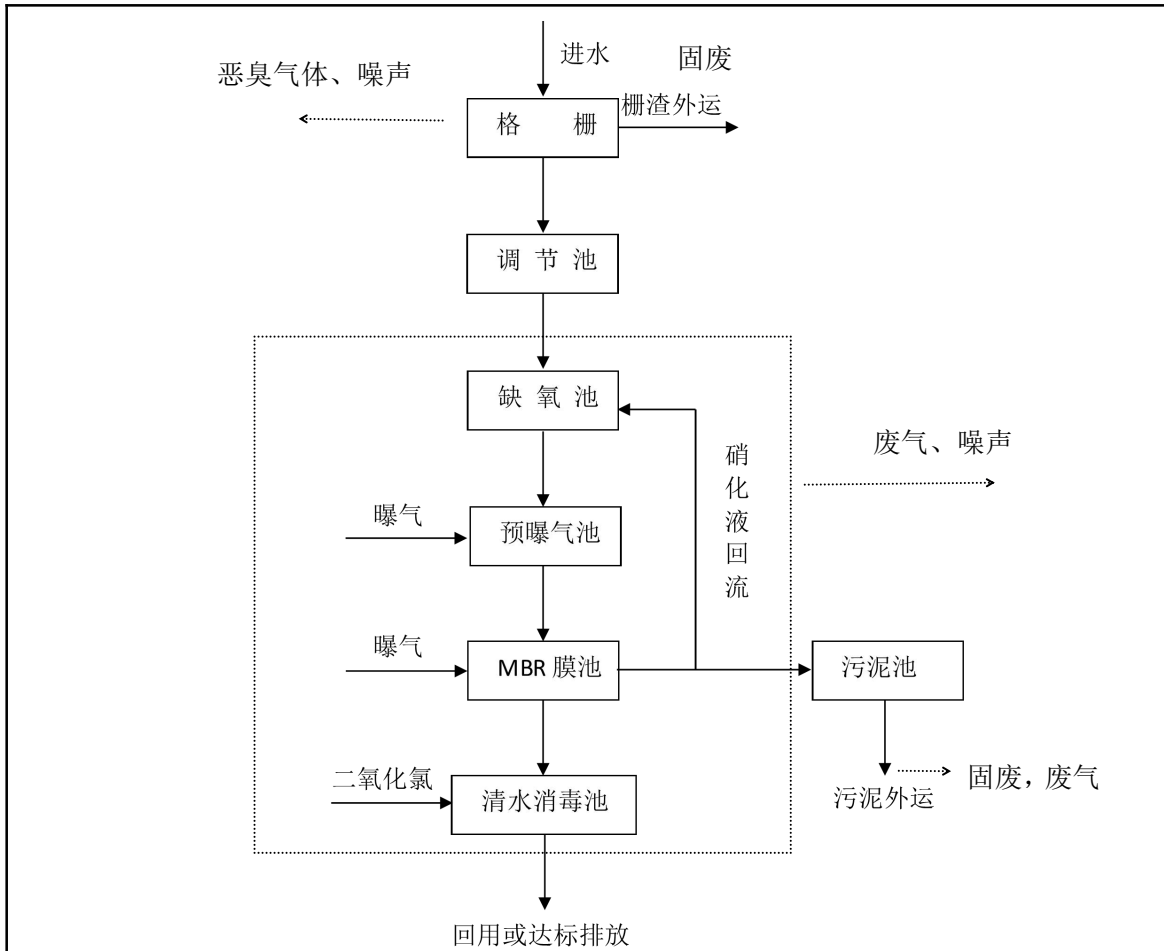 进水
固废
恶臭气体、噪声
栅渣外运
格 栅
调 节 池
缺 氧 池
废气、噪声
硝化液回流
曝气
预曝气池
曝气
MBR 膜池
污泥池
二氧化氯
清水消毒池
固废，废气
污泥外运
回用或达标排放